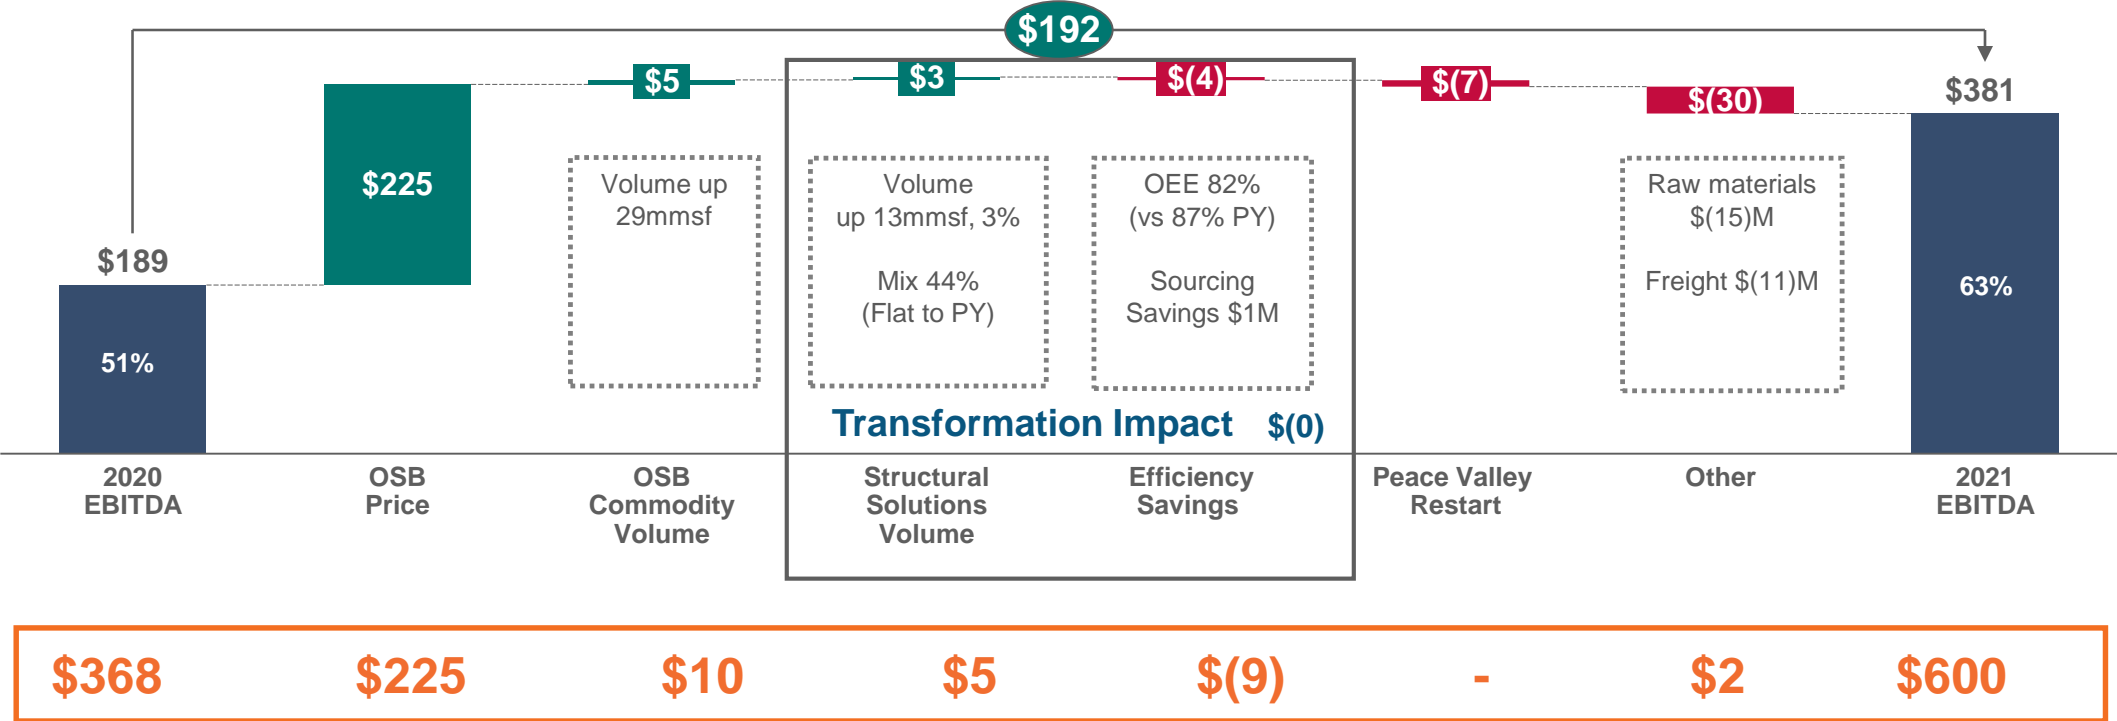 $192
$189
51%
$225
$5
Volume up
29mmsf
$3
Volume
up 13mmsf, 3%
Mix 44%
(Flat to PY)
$(4)
OEE 82%
(vs 87% PY)
Sourcing
Savings $1M
Transformation Impact $(0)
$(7)
$(30)
Raw materials
$(15)M
Freight $(11)M
$381
63%
2020
EBITDA
OSB
Price
OSB
Commodity
Volume
Structural
Solutions
Volume
Efficiency
Savings
Peace Valley
Restart
Other
2021
EBITDA
$368 $225 $10 $5 $(9) - $2 $600